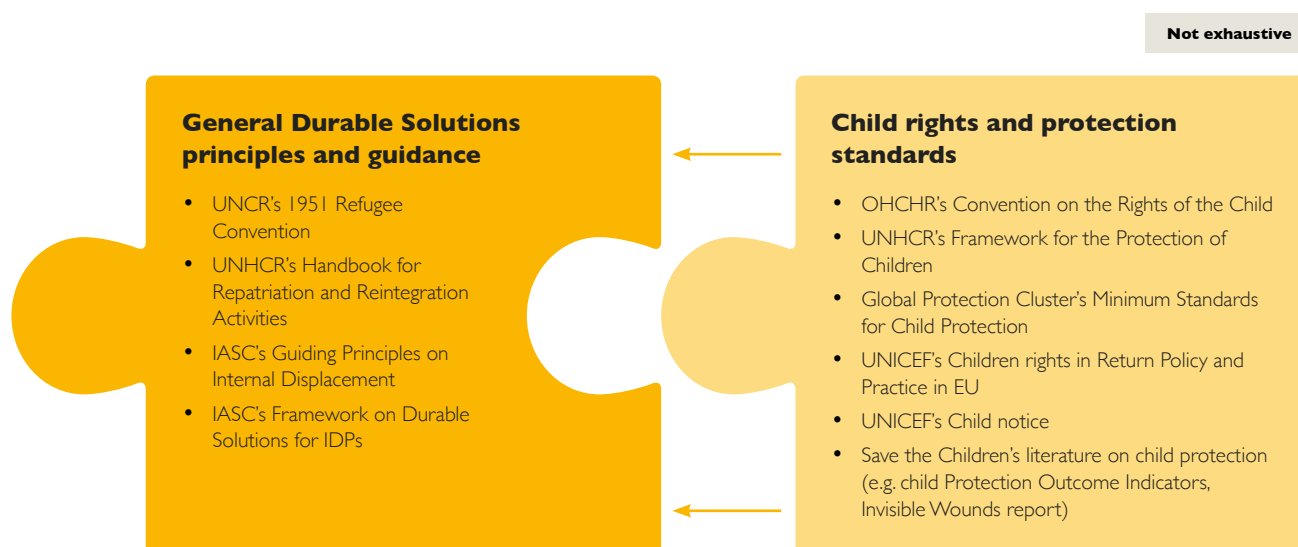 Not exhaustive
General Durable Solutions
principles and guidance
• UNCR's 1951 Refugee
Convention
• UNHCR's Handbook for
Repatriation and Reintegration
Activities
• IASC's Guiding Principles on
Internal Displacement
• IASC's Framework on Durable
Solutions for IDPs
Child rights and protection
standards
• OHCHR's Convention on the Rights of the Child
• UNHCR's Framework for the Protection of
Children
• Global Protection Cluster's Minimum Standards
for Child Protection
• UNICEF's Children rights in Return Policy and
Practice in EU
• UNICEF's Child notice
• Save the Children's literature on child protection
(e.g. child Protection Outcome Indicators,
Invisible Wounds report)